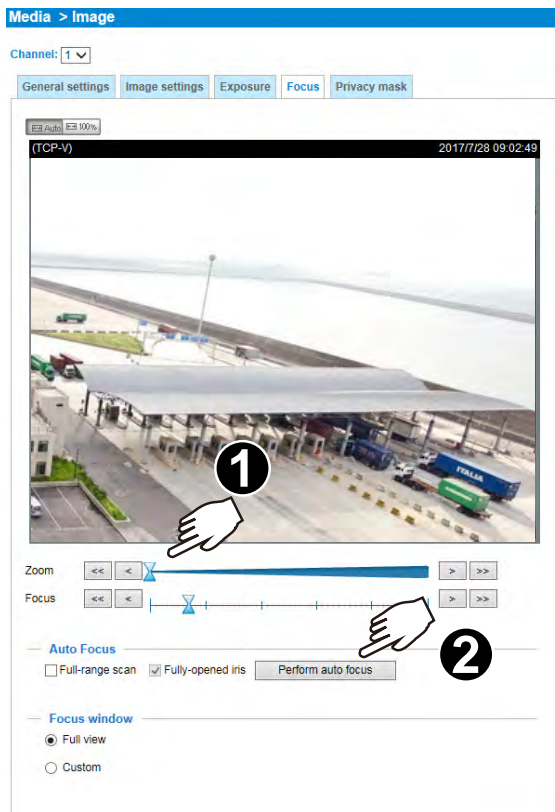 Media > Image
Channel: 1
General settings Image settings Exposure Focus Privacy mask
Auto 100%
(TCP-V) 2017/7/28 09:02:49
ITALIA
1
Zoom << < > >>
Focus << < > >>
2
Auto Focus
Full-range scan Fully-opened iris Perform auto focus
Focus window
Full view
Custom